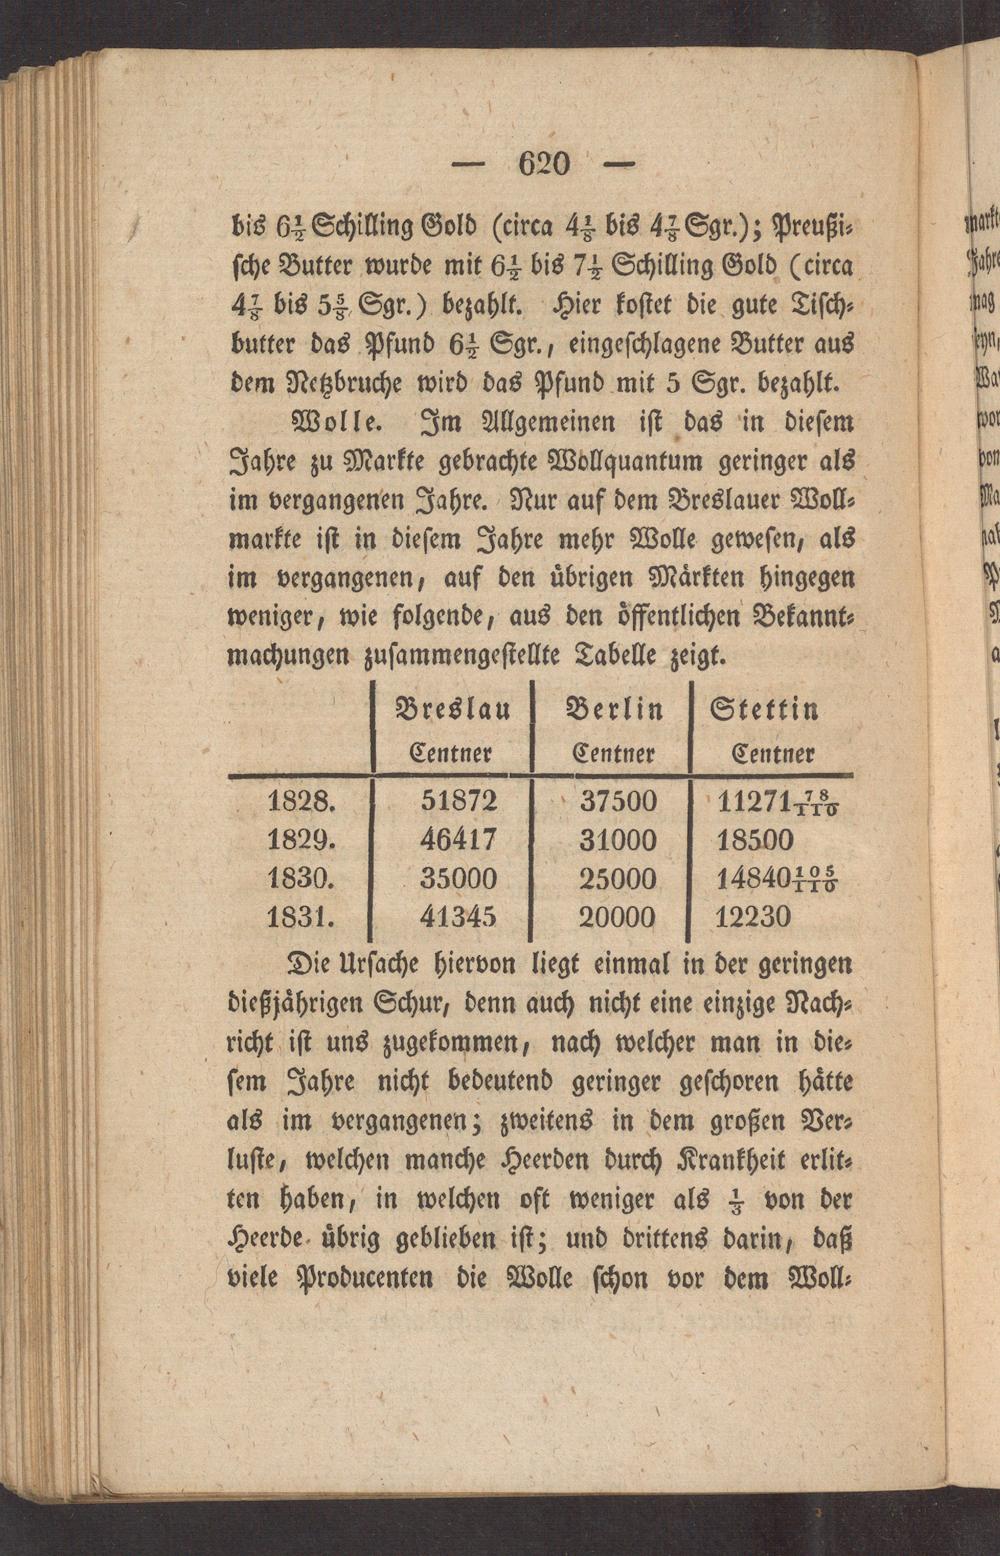 — 620 —
bis 6½ Schilling Gold (circa 4⅛ bis 4⅞ Sgr.); Preußi⸗
sche Butter wurde mit 6½ bis 7½ Schilling Gold (circa
4⅞ bis 5⅝ Sgr.) bezahlt. Hier kostet die gute Tisch⸗
butter das Pfund 6½ Sgr., eingeschlagene Butter aus
dem Netzbruche wird das Pfund mit 5 Sgr. bezahlt.
Wolle. Im Allgemeinen ist das in diesem
Jahre zu Markte gebrachte Wollquantum geringer als
im vergangenen Jahre. Nur auf dem Breslauer Woll⸗
markte ist in diesem Jahre mehr Wolle gewesen, als
im vergangenen, auf den übrigen Märkten hingegen
weniger, wie folgende, aus den öffentlichen Bekannt⸗
machungen zusammengestellte Tabelle zeigt.
Breslau Berlin Stettin
Centner Centner Centner
1828. 51872 37500 11271 78/110
1829. 46417 31000 18500
1830. 35000 25000 14840 105/110
1831. 41345 20000 12230
Die Ursache hiervon liegt einmal in der geringen
dießjährigen Schur, denn auch nicht eine einzige Nach⸗
richt ist uns zugekommen, nach welcher man in die⸗
sem Jahre nicht bedeutend geringer geschoren hätte
als im vergangenen; zweitens in dem großen Ver⸗
luste, welchen manche Heerden durch Krankheit erlit⸗
ten haben, in welchen oft weniger als ⅓ von der
Heerde übrig geblieben ist; und drittens darin, daß
viele Producenten die Wolle schon vor dem Woll⸗